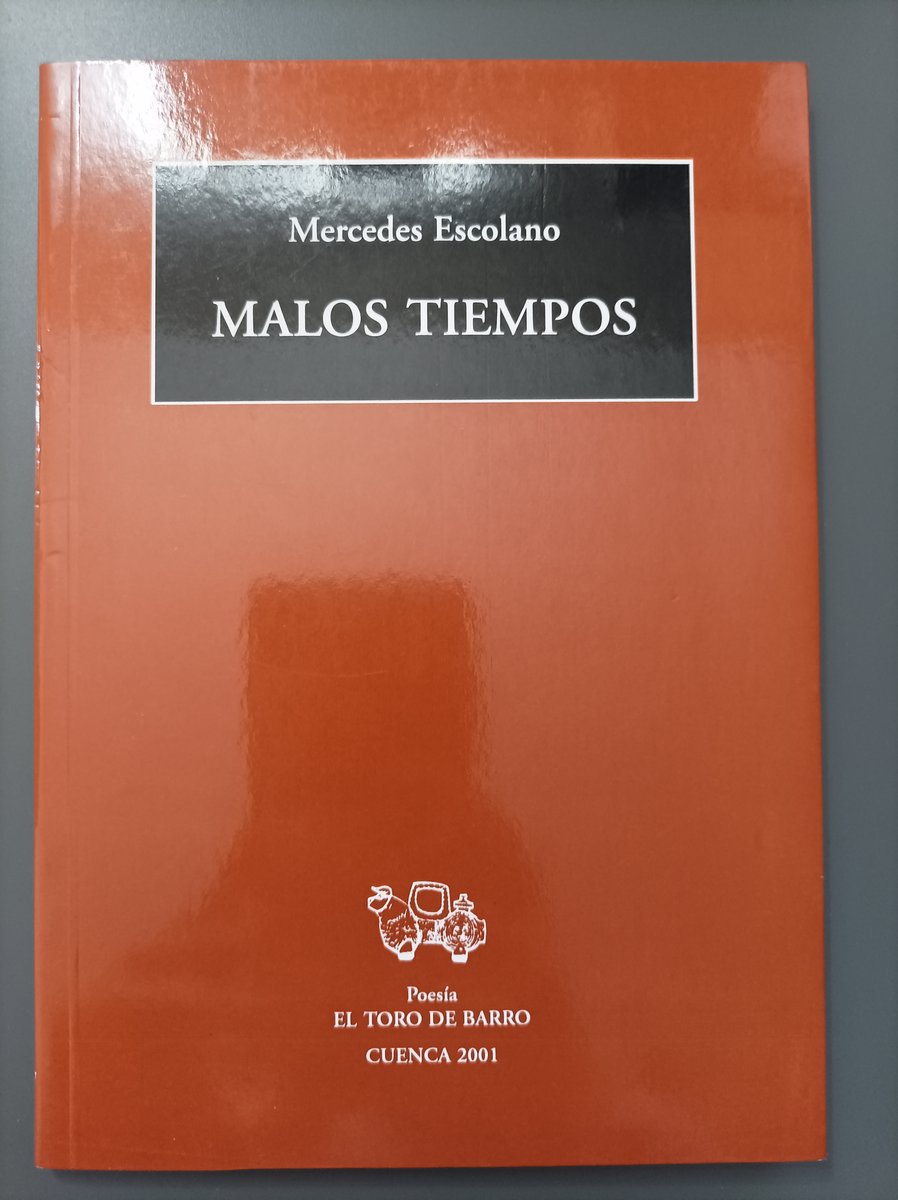 Mercedes Escolano
MALOS TIEMPOS
Poesía
EL TORO DE BARRO
CUENCA 2001